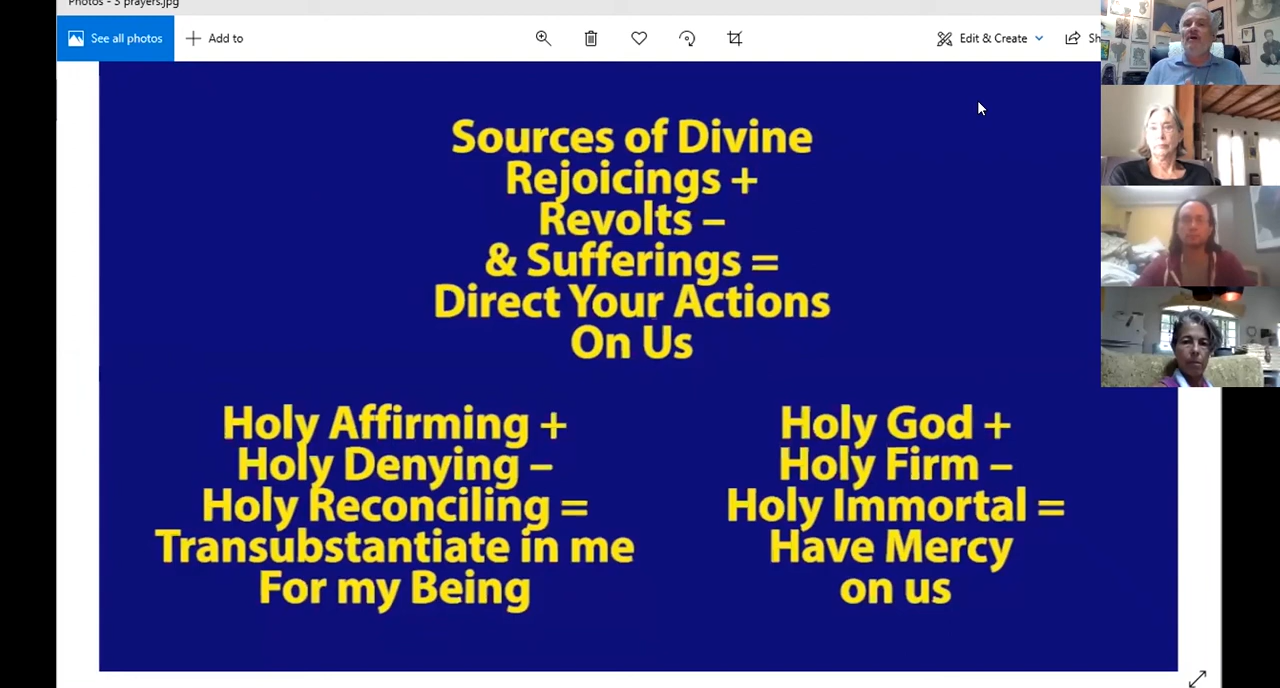 Photos - 3 prayers.jpg
See all photos
Add to
Edit & Create
Sh
Sources of Divine
Rejoicings +
Revolts –
& Sufferings =
Direct Your Actions
On Us
Holy Affirming +
Holy Denying –
Holy Reconciling =
Transubstantiate in me
For my Being
Holy God +
Holy Firm –
Holy Immortal =
Have Mercy
on us